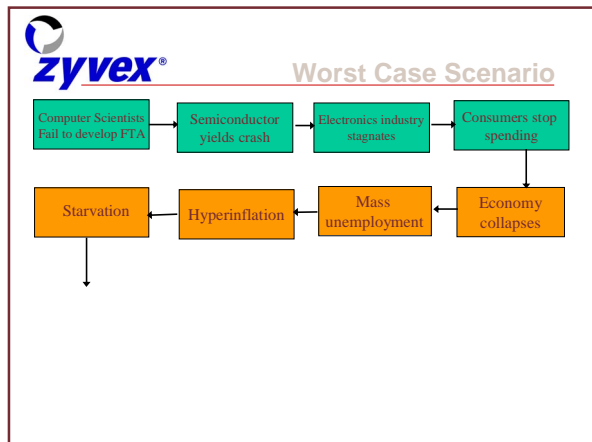 zyvex®
Worst Case Scenario
Computer Scientists
Fail to develop FTA
Semiconductor
yields crash
Electronics industry
stagnates
Consumers stop
spending
Economy
collapses
Mass
unemployment
Hyperinflation
Starvation